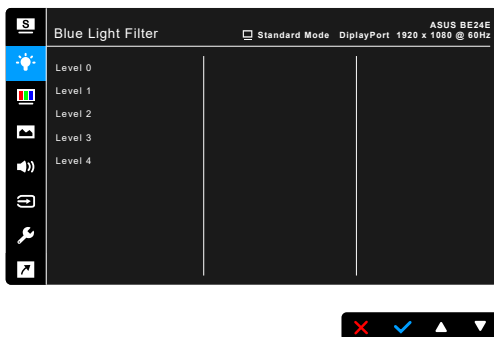 S
Blue Light Filter
ASUS BE24E
Standard Mode DiplayPort 1920 x 1080 @ 60Hz
Level 0
Level 1
Level 2
Level 3
Level 4